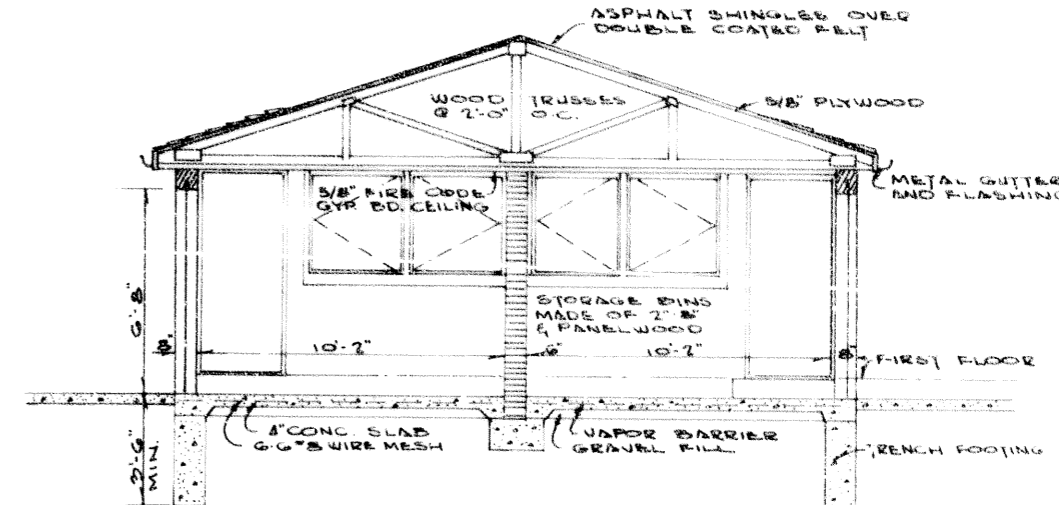 ASPHALT SHINGLES OVER
DOUBLE COATED FELT
WOOD TRUSSES
@ 2'-0" O.C.
5/8" PLYWOOD
5/8" FIRE CODE
GYP. BD. CEILING
METAL GUTTER
AND FLASHING
STORAGE BINS
MADE OF 2" 8"
& PANELWOOD
6'-8"
8"
10'-2"
6"
10'-2"
8"
FIRST FLOOR
4" CONC. SLAB
6-6 #8 WIRE MESH
VAPOR BARRIER
GRAVEL FILL
TRENCH FOOTING
3'-6"
MIN.